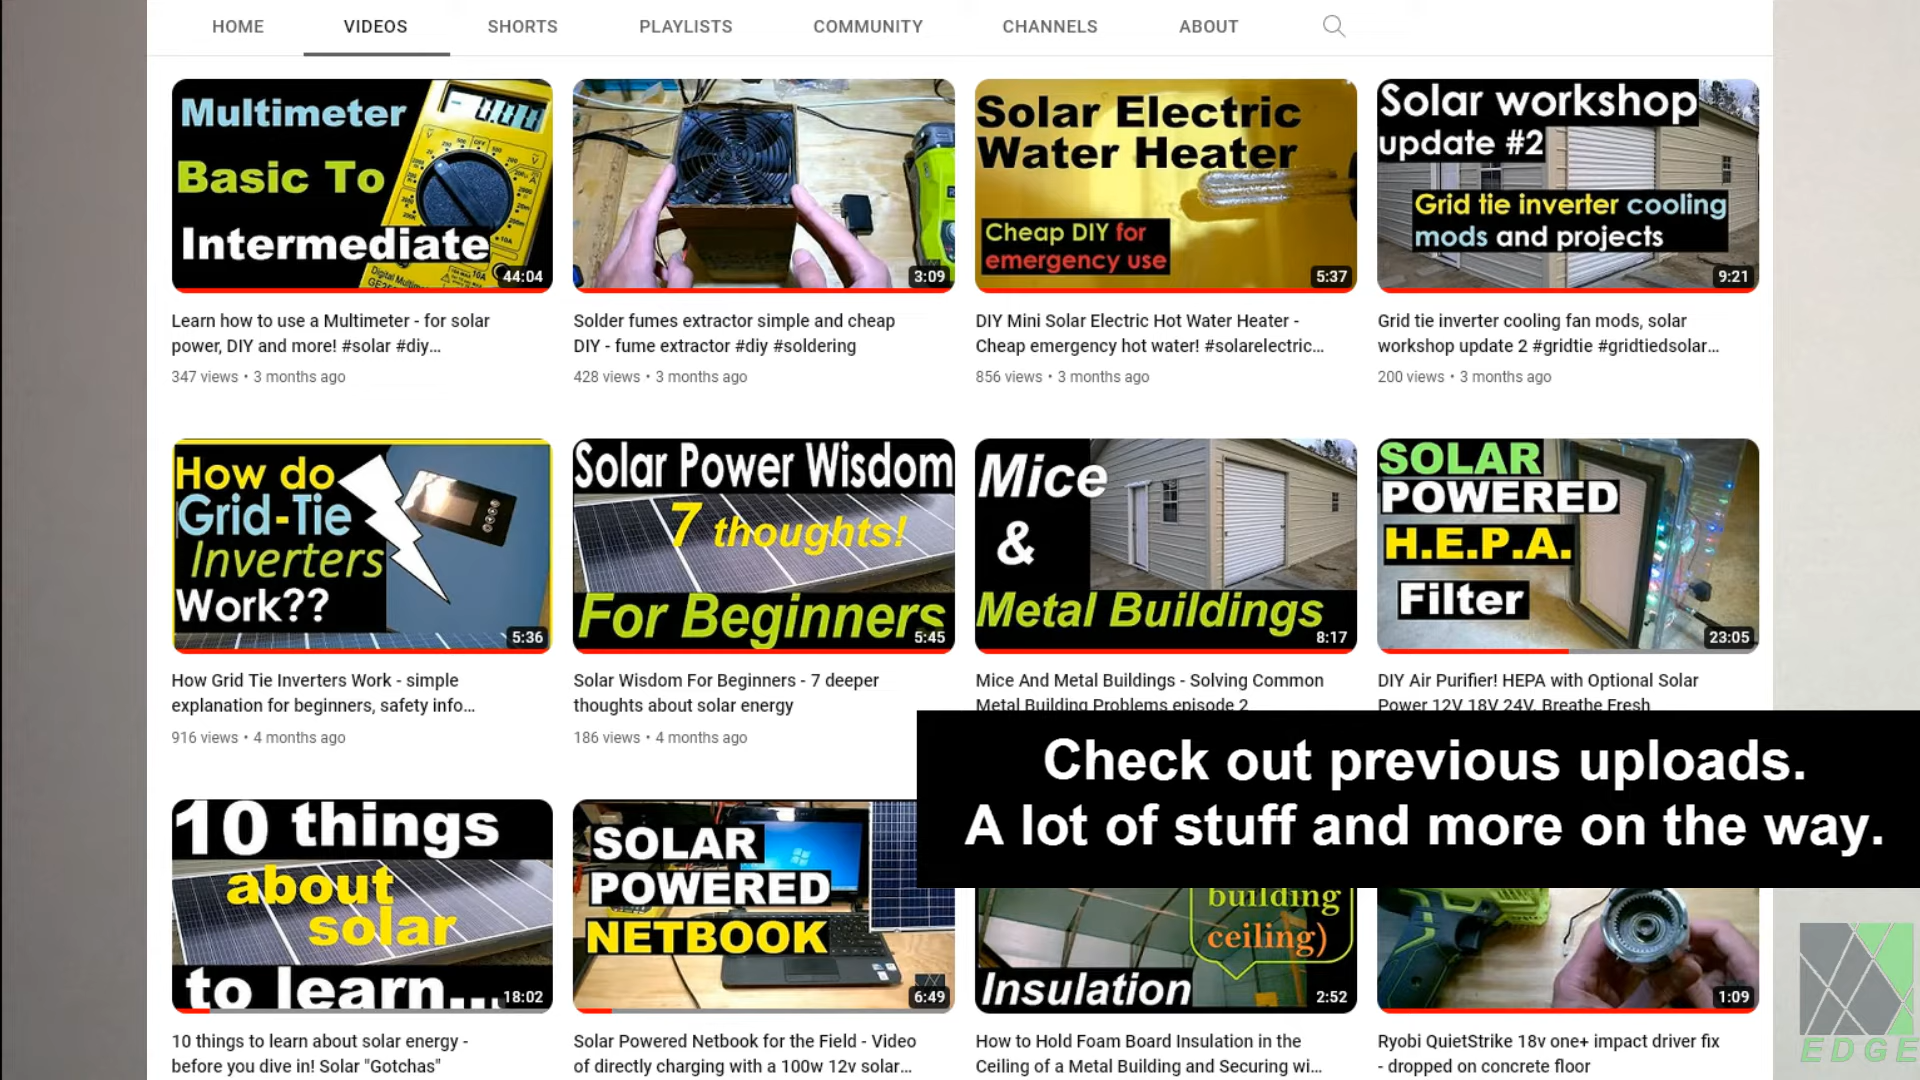 HOME VIDEOS SHORTS PLAYLISTS COMMUNITY CHANNELS ABOUT
Multimeter
Basic To
Intermediate
44:04
3:09
Solar Electric
Water Heater
Cheap DIY for
emergency use
5:37
Solar workshop
update #2
Grid tie inverter cooling
mods and projects
9:21
Learn how to use a Multimeter - for solar
power, DIY and more! #solar #diy...
347 views • 3 months ago
Solder fumes extractor simple and cheap
DIY - fume extractor #diy #soldering
428 views • 3 months ago
DIY Mini Solar Electric Hot Water Heater -
Cheap emergency hot water! #solarelectric...
856 views • 3 months ago
Grid tie inverter cooling fan mods, solar
workshop update 2 #gridtie #gridtiedsolar...
200 views • 3 months ago
How do
Grid-Tie
Inverters
Work??
5:36
Solar Power Wisdom
7 thoughts!
For Beginners
5:45
Mice
&
Metal Buildings
8:17
SOLAR
POWERED
H.E.P.A.
Filter
23:05
How Grid Tie Inverters Work - simple
explanation for beginners, safety info...
916 views • 4 months ago
Solar Wisdom For Beginners - 7 deeper
thoughts about solar energy
186 views • 4 months ago
Mice And Metal Buildings - Solving Common
Metal Building Problems episode 2
DIY Air Purifier! HEPA with Optional Solar
Power 12V 18V 24V. Breathe Fresh
Check out previous uploads.
A lot of stuff and more on the way.
10 things
about
solar
to learn...
18:02
SOLAR
POWERED
NETBOOK
6:49
building
ceiling)
Insulation
2:52
1:09
10 things to learn about solar energy -
before you dive in! Solar "Gotchas"
Solar Powered Netbook for the Field - Video
of directly charging with a 100w 12v solar...
How to Hold Foam Board Insulation in the
Ceiling of a Metal Building and Securing wi...
Ryobi QuietStrike 18v one+ impact driver fix
- dropped on concrete floor
EDGE